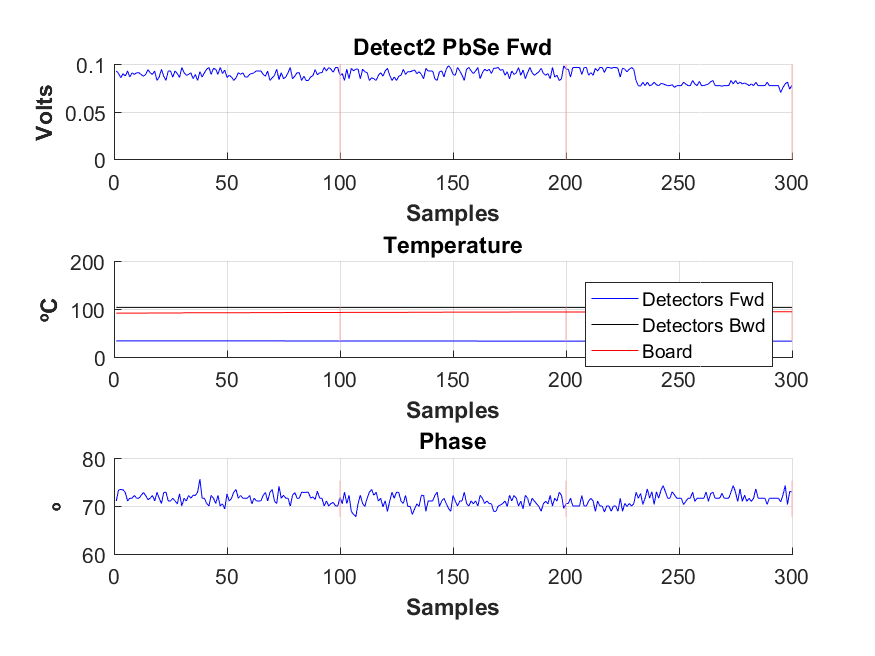 Detect2 PbSe Fwd
Volts
0.1
0.05
0
0 50 100 150 200 250 300
Samples
Temperature
ºC
200
100
0
Detectors Fwd
Detectors Bwd
Board
0 50 100 150 200 250 300
Samples
Phase
º
80
70
60
0 50 100 150 200 250 300
Samples